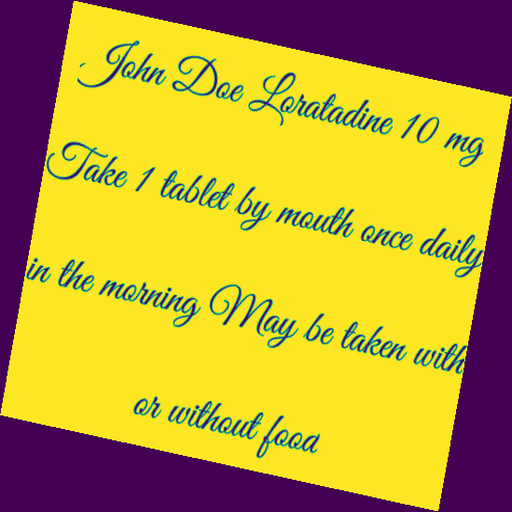 John Doe Loratadine 10 mg
Take 1 tablet by mouth once daily
in the morning May be taken with
or without food